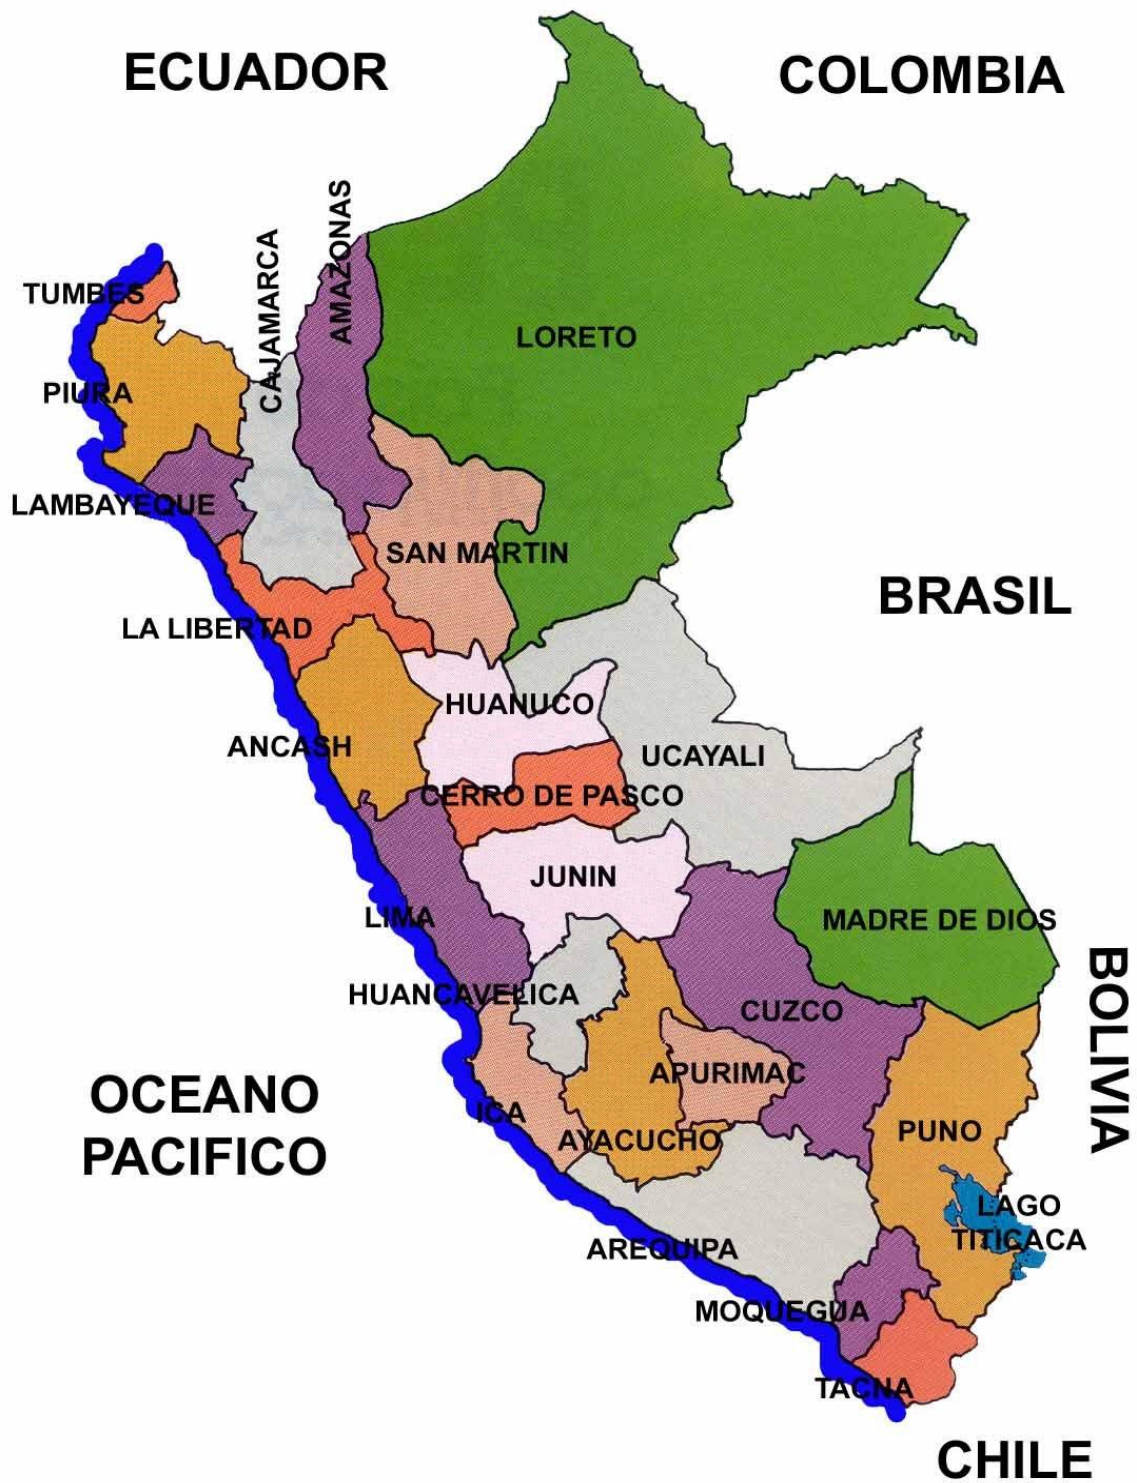 ECUADOR
COLOMBIA
AMAZONAS
CAJAMARCA
TUMBES
LORETO
PIURA
LAMBAYEQUE
SAN MARTIN
BRASIL
LA LIBERTAD
HUANUCO
ANCASH
UCAYALI
CERRO DE PASCO
JUNIN
LIMA
MADRE DE DIOS
HUANCAVELICA
CUZCO
BOLIVIA
APURIMAC
OCEANO
PACIFICO
ICA
AYACUCHO
PUNO
LAGO
TITICACA
AREQUIPA
MOQUEGUA
TACNA
CHILE